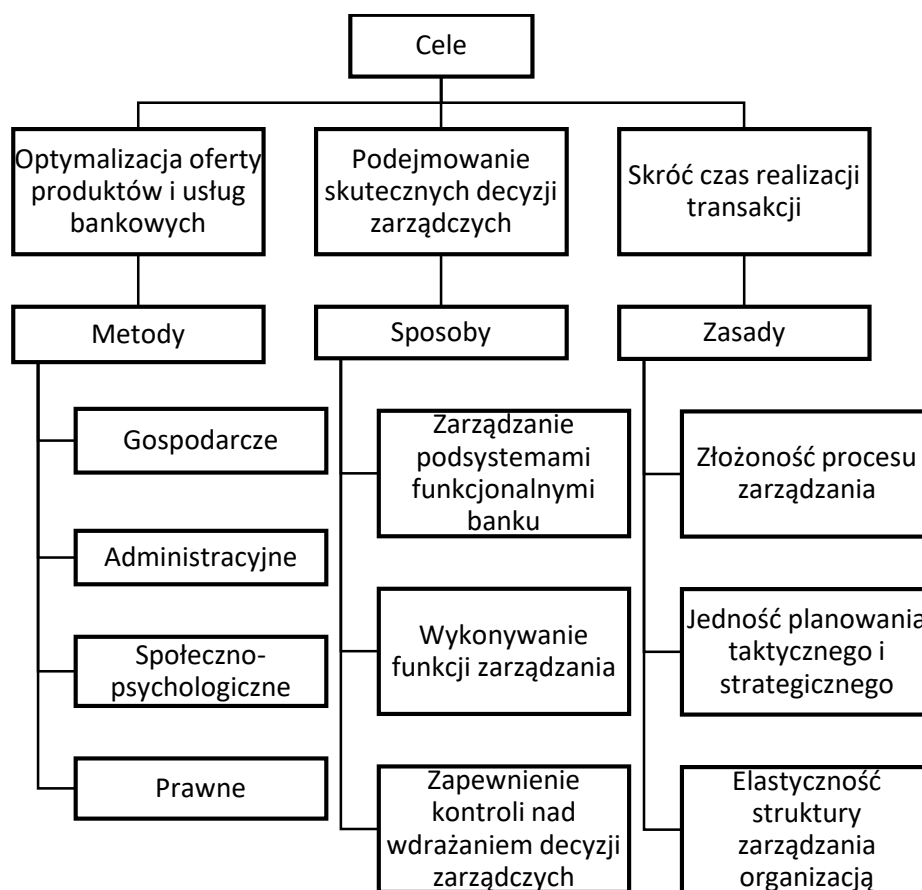 Cele
Optymalizacja oferty
produktów i usług
bankowych
Podejmowanie
skutecznych decyzji
zarządczych
Skróć czas realizacji
transakcji
Metody
Sposoby
Zasady
Gospodarcze
Administracyjne
Społeczno-
psychologiczne
Prawne
Zarządzanie
podsystemami
funkcjonalnymi
banku
Wykonywanie
funkcji zarządzania
Zapewnienie
kontroli nad
wdrażaniem decyzji
zarządczych
Złożoność procesu
zarządzania
Jedność planowania
taktycznego i
strategicznego
Elastyczność
struktury
zarządzania
organizacją